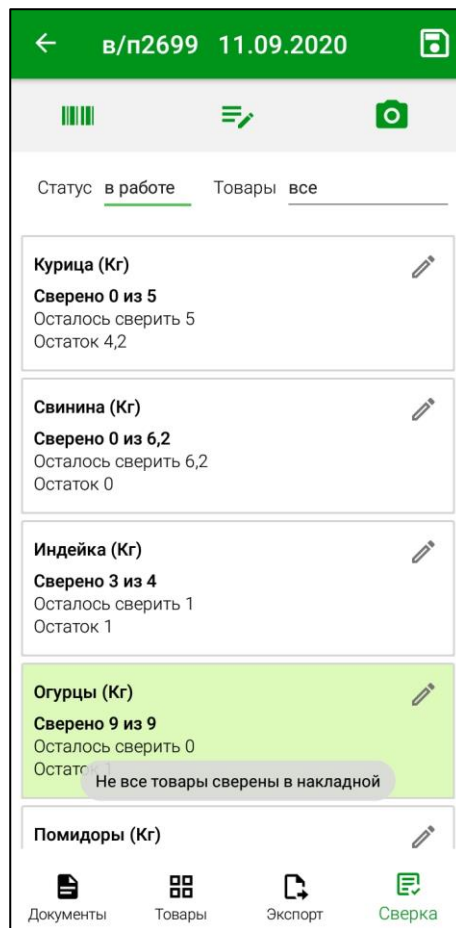 в/п2699 11.09.2020
Статус в работе Товары все
Курица (Кг)
Сверено 0 из 5
Осталось сверить 5
Остаток 4,2
Свинина (Кг)
Сверено 0 из 6,2
Осталось сверить 6,2
Остаток 0
Индейка (Кг)
Сверено 3 из 4
Осталось сверить 1
Остаток 1
Огурцы (Кг)
Сверено 9 из 9
Осталось сверить 0
Остаток
Не все товары сверены в накладной
Помидоры (Кг)
Документы Товары Экспорт Сверка